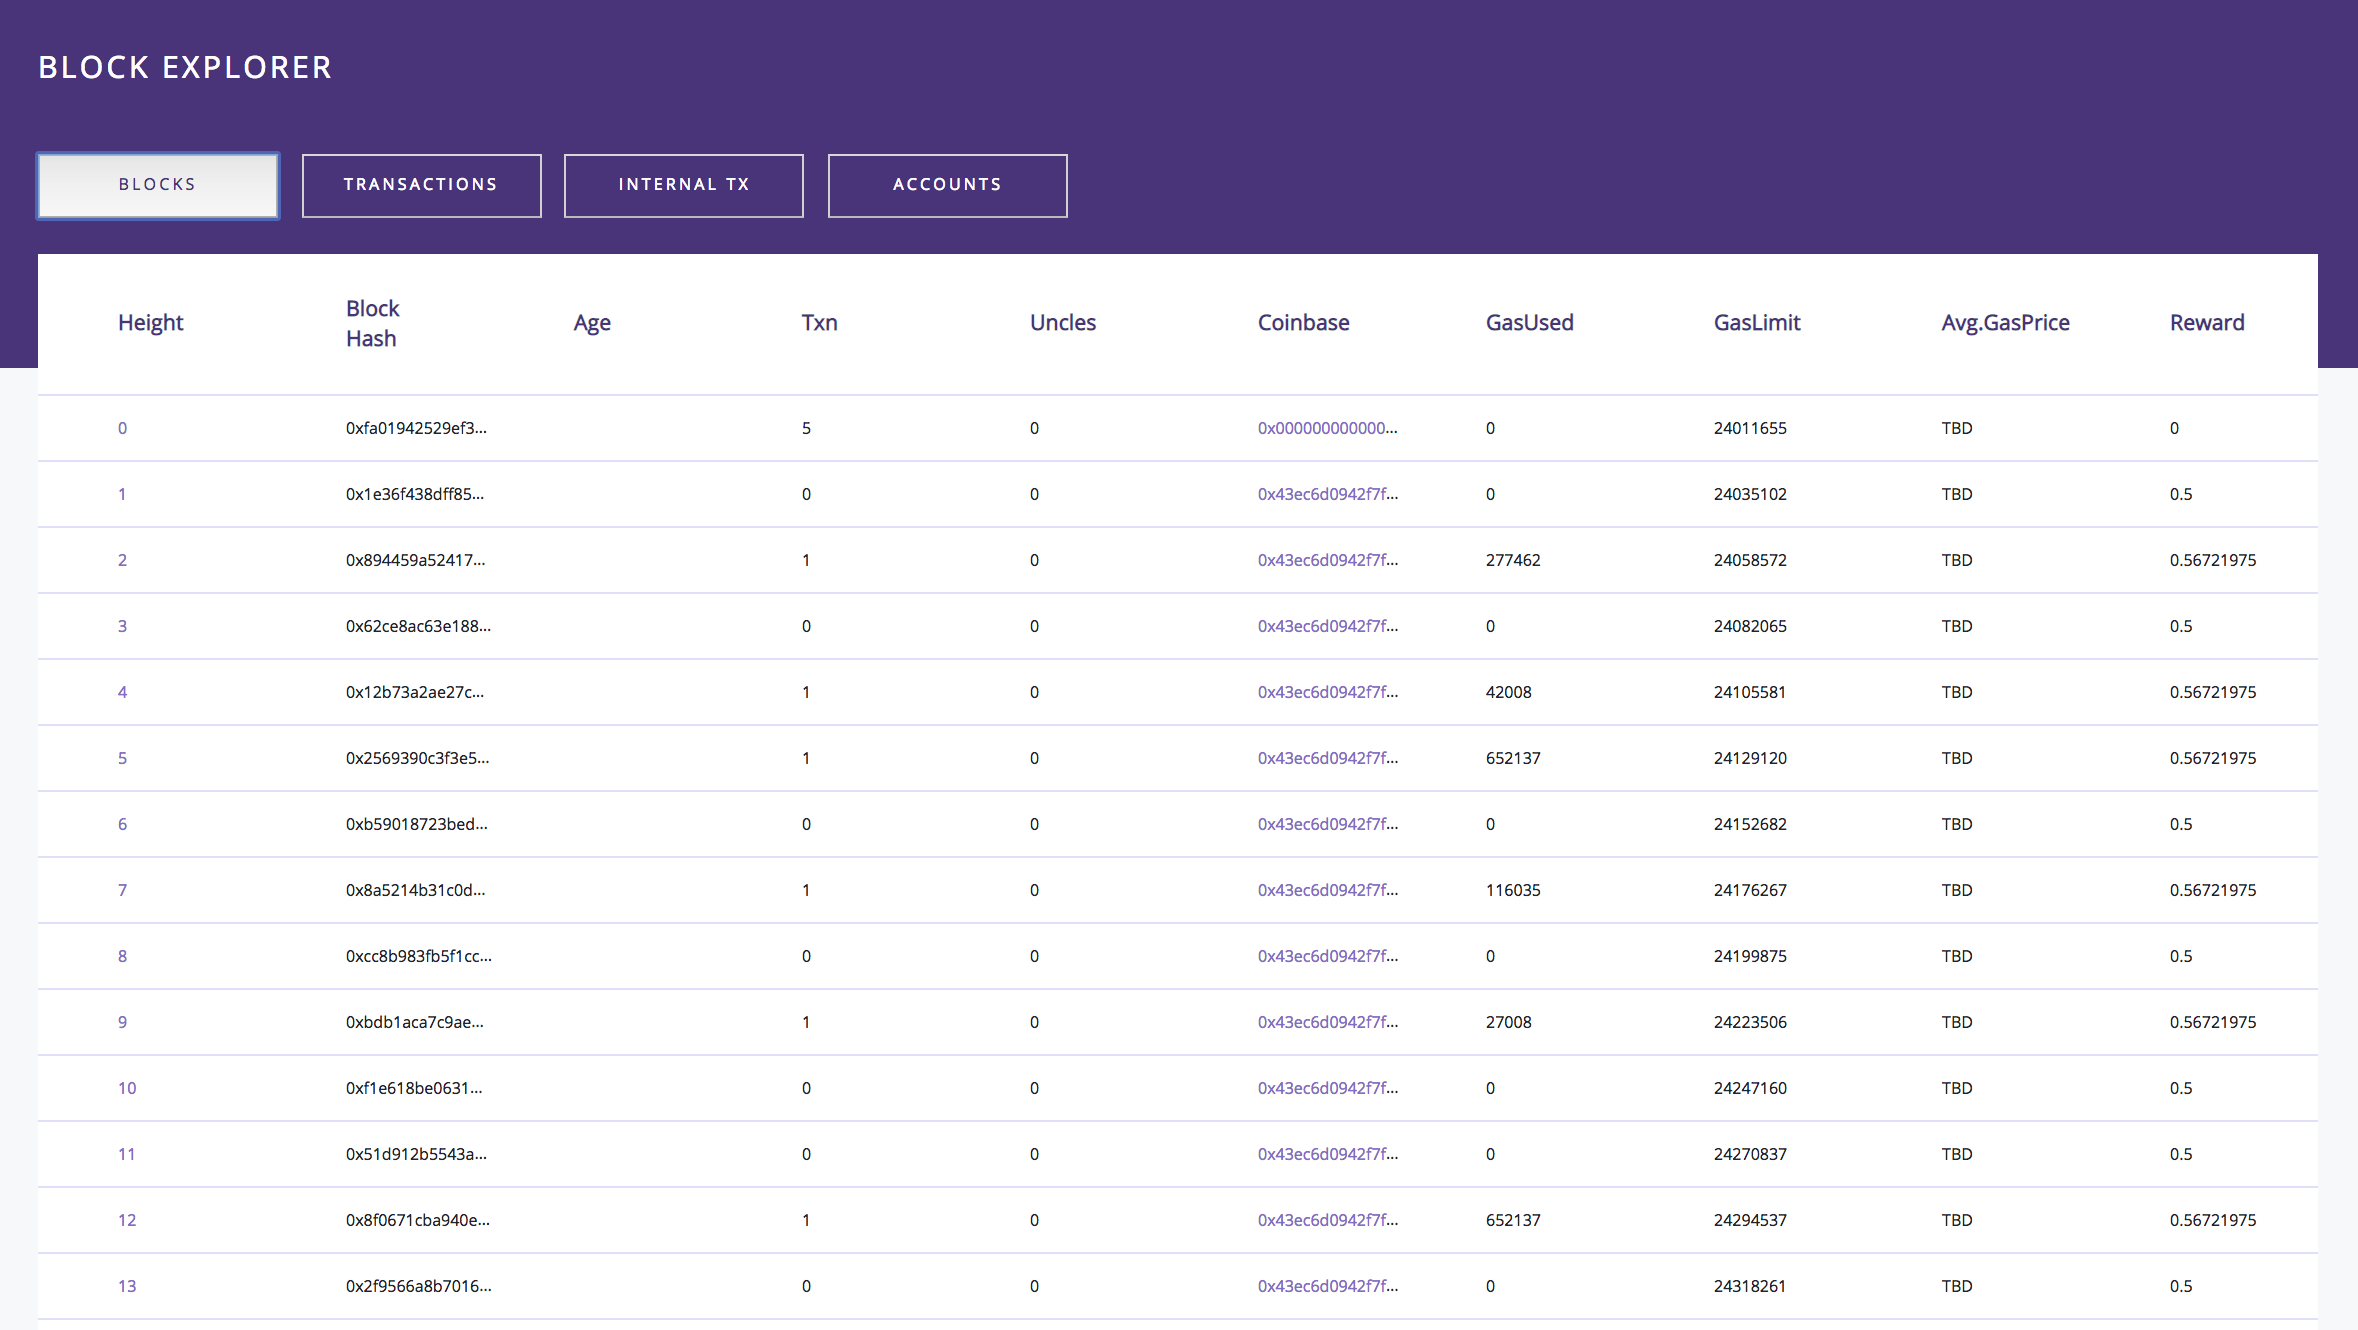 BLOCK EXPLORER
BLOCKS TRANSACTIONS INTERNAL TX ACCOUNTS
Height Block Hash Age Txn Uncles Coinbase GasUsed GasLimit Avg.GasPrice Reward
0 0xfa01942529ef3... 5 0 0x000000000000... 0 24011655 TBD 0
1 0x1e36f438dff85... 0 0 0x43ec6d0942f7f... 0 24035102 TBD 0.5
2 0x894459a52417... 1 0 0x43ec6d0942f7f... 277462 24058572 TBD 0.56721975
3 0x62ce8ac63e188... 0 0 0x43ec6d0942f7f... 0 24082065 TBD 0.5
4 0x12b73a2ae27c... 1 0 0x43ec6d0942f7f... 42008 24105581 TBD 0.56721975
5 0x2569390c3f3e5... 1 0 0x43ec6d0942f7f... 652137 24129120 TBD 0.56721975
6 0xb59018723bed... 0 0 0x43ec6d0942f7f... 0 24152682 TBD 0.5
7 0x8a5214b31c0d... 1 0 0x43ec6d0942f7f... 116035 24176267 TBD 0.56721975
8 0xcc8b983fb5f1cc... 0 0 0x43ec6d0942f7f... 0 24199875 TBD 0.5
9 0xbdb1aca7c9ae... 1 0 0x43ec6d0942f7f... 27008 24223506 TBD 0.56721975
10 0xf1e618be0631... 0 0 0x43ec6d0942f7f... 0 24247160 TBD 0.5
11 0x51d912b5543a... 0 0 0x43ec6d0942f7f... 0 24270837 TBD 0.5
12 0x8f0671cba940e... 1 0 0x43ec6d0942f7f... 652137 24294537 TBD 0.56721975
13 0x2f9566a8b7016... 0 0 0x43ec6d0942f7f... 0 24318261 TBD 0.5